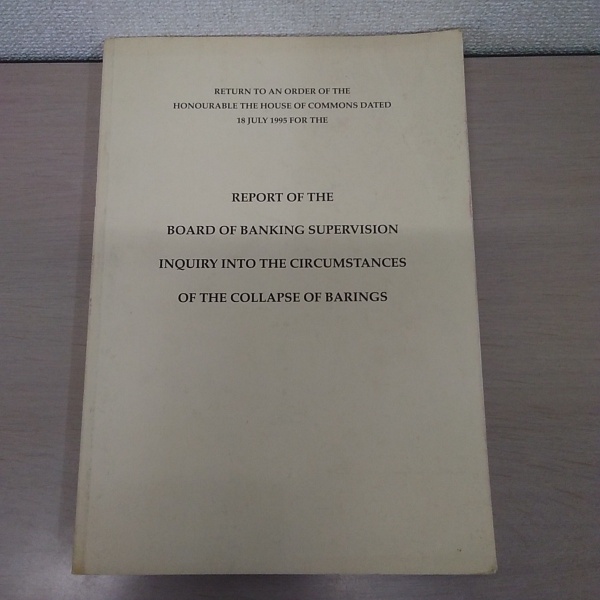 RETURN TO AN ORDER OF THE
HONOURABLE THE HOUSE OF COMMONS DATED
18 JULY 1995 FOR THE
REPORT OF THE
BOARD OF BANKING SUPERVISION
INQUIRY INTO THE CIRCUMSTANCES
OF THE COLLAPSE OF BARINGS